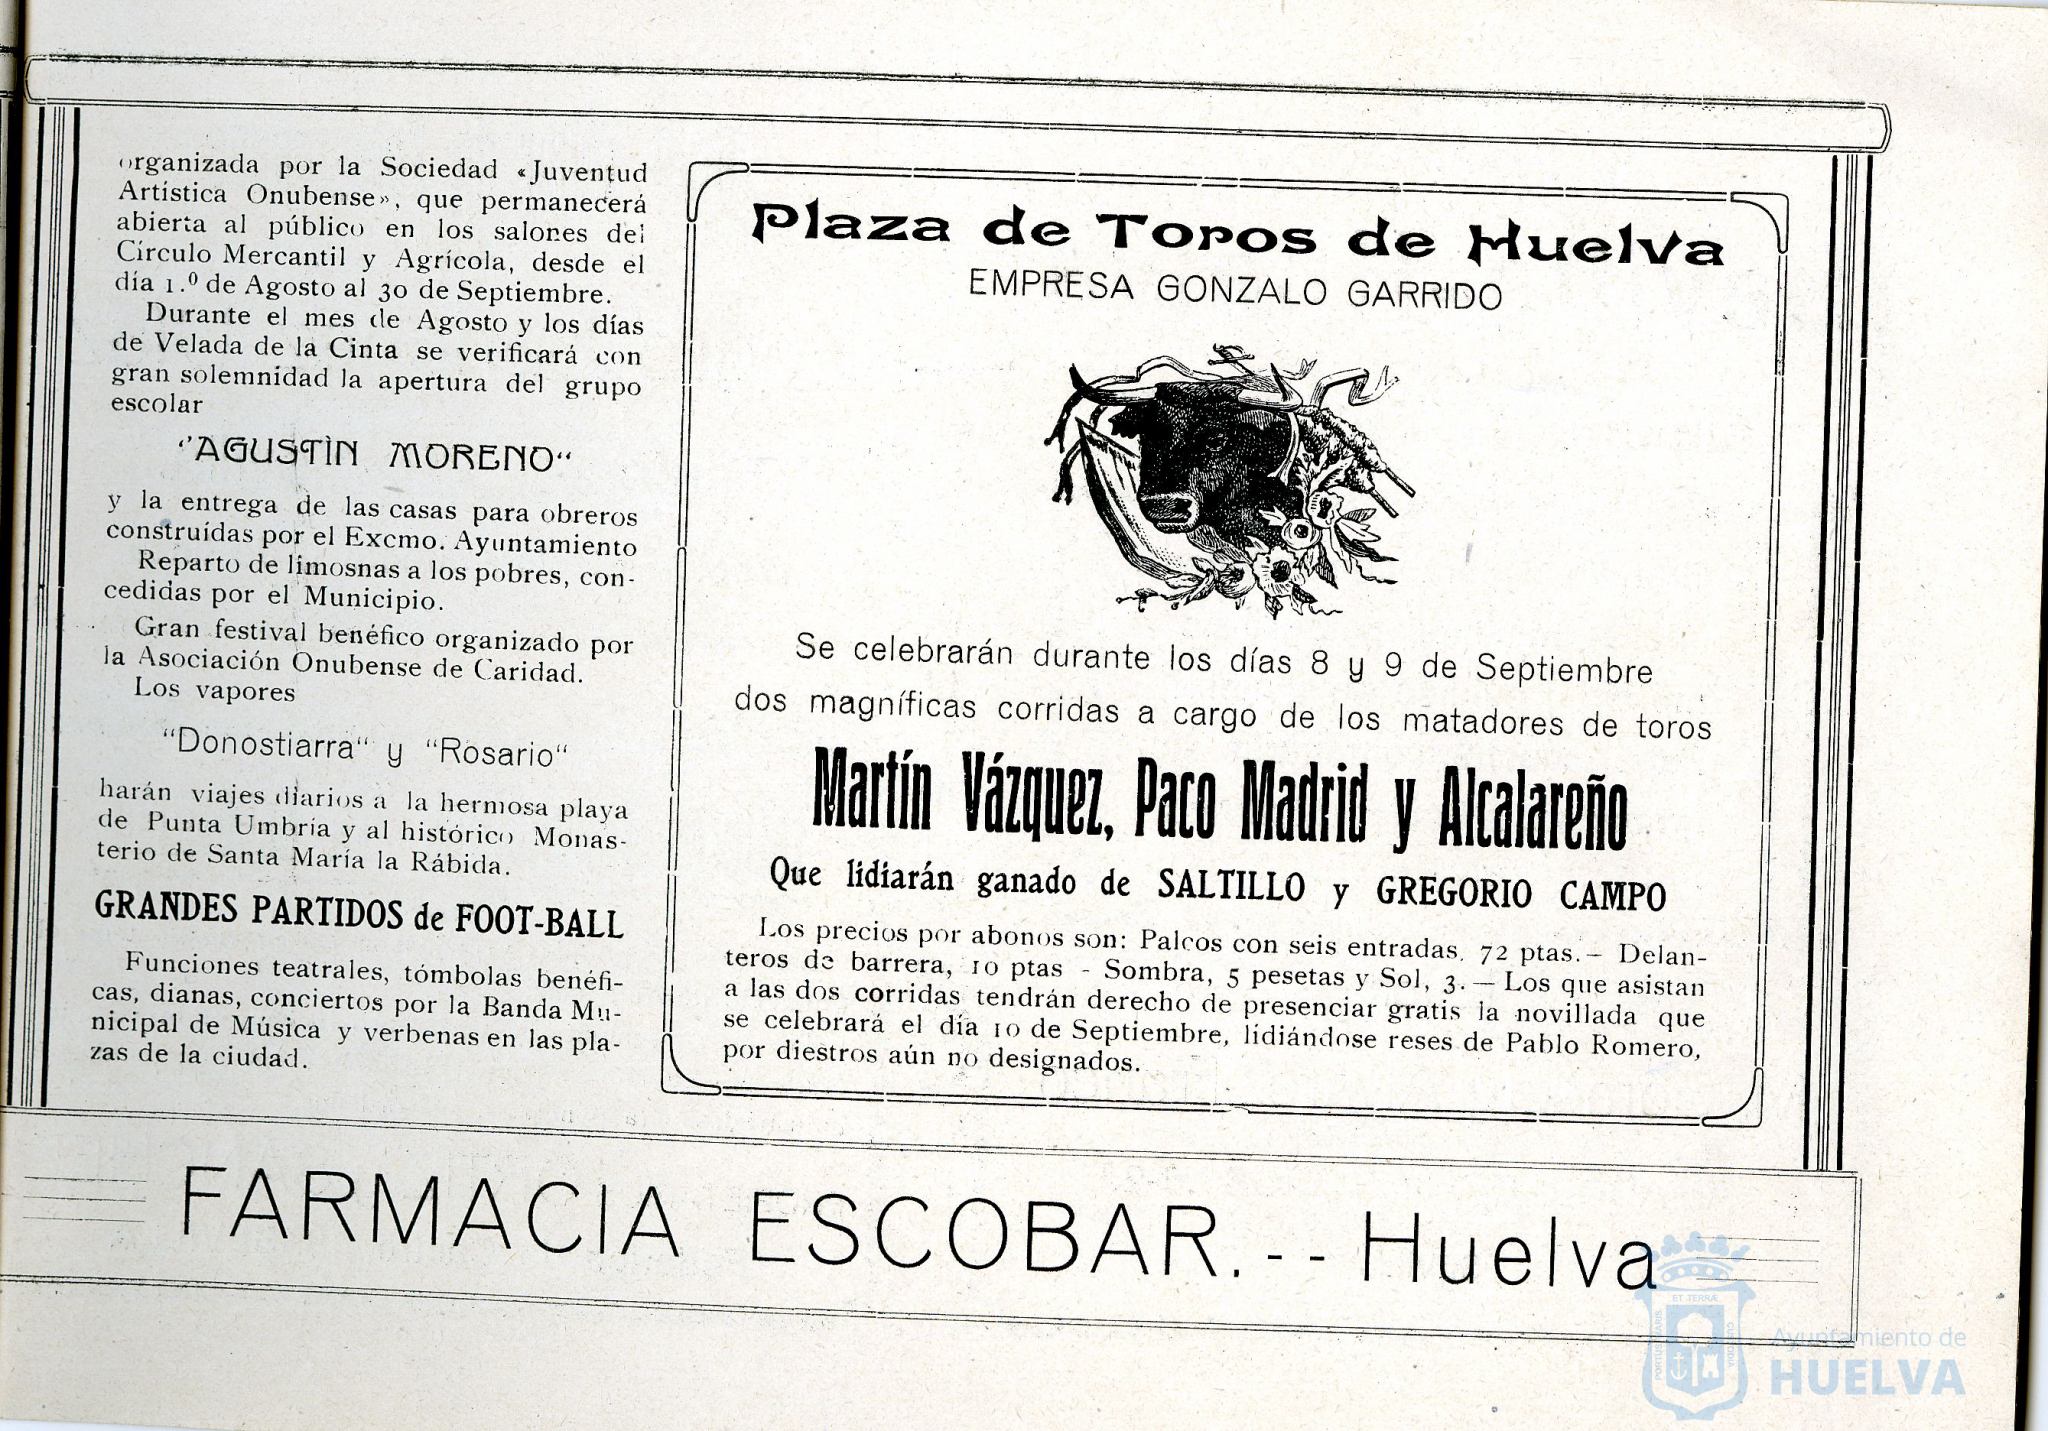 organizada por la Sociedad «Juventud
Artística Onubense», que permanecerá
abierta al público en los salones del
Círculo Mercantil y Agrícola, desde el
día 1.º de Agosto al 30 de Septiembre.
Durante el mes de Agosto y los días
de Velada de la Cinta se verificará con
gran solemnidad la apertura del grupo
escolar
"AGUSTÌN MORENO"
y la entrega de las casas para obreros
construídas por el Excmo. Ayuntamiento
Reparto de limosnas a los pobres, con-
cedidas por el Municipio.
Gran festival benéfico organizado por
la Asociación Onubense de Caridad.
Los vapores
"Donostiarra" y "Rosario"
harán viajes diarios a la hermosa playa
de Punta Umbría y al histórico Monas-
terio de Santa María la Rábida.
GRANDES PARTIDOS de FOOT-BALL
Funciones teatrales, tómbolas benéfi-
cas, dianas, conciertos por la Banda Mu-
nicipal de Música y verbenas en las pla-
zas de la ciudad.
Plaza de Toros de Huelva
EMPRESA GONZALO GARRIDO
Se celebrarán durante los días 8 y 9 de Septiembre
dos magníficas corridas a cargo de los matadores de toros
Martín Vázquez, Paco Madrid y Alcalareño
Que lidiarán ganado de SALTILLO y GREGORIO CAMPO
Los precios por abonos son: Palcos con seis entradas, 72 ptas.— Delan-
teros de barrera, 10 ptas - Sombra, 5 pesetas y Sol, 3.—Los que asistan
a las dos corridas tendrán derecho de presenciar gratis la novillada que
se celebrará el día 10 de Septiembre, lidiándose reses de Pablo Romero,
por diestros aún no designados.
FARMACIA ESCOBAR.--Huelva
PORTUS MARIS ET TERRÆ CUSTODIA
Ayuntamiento de
HUELVA